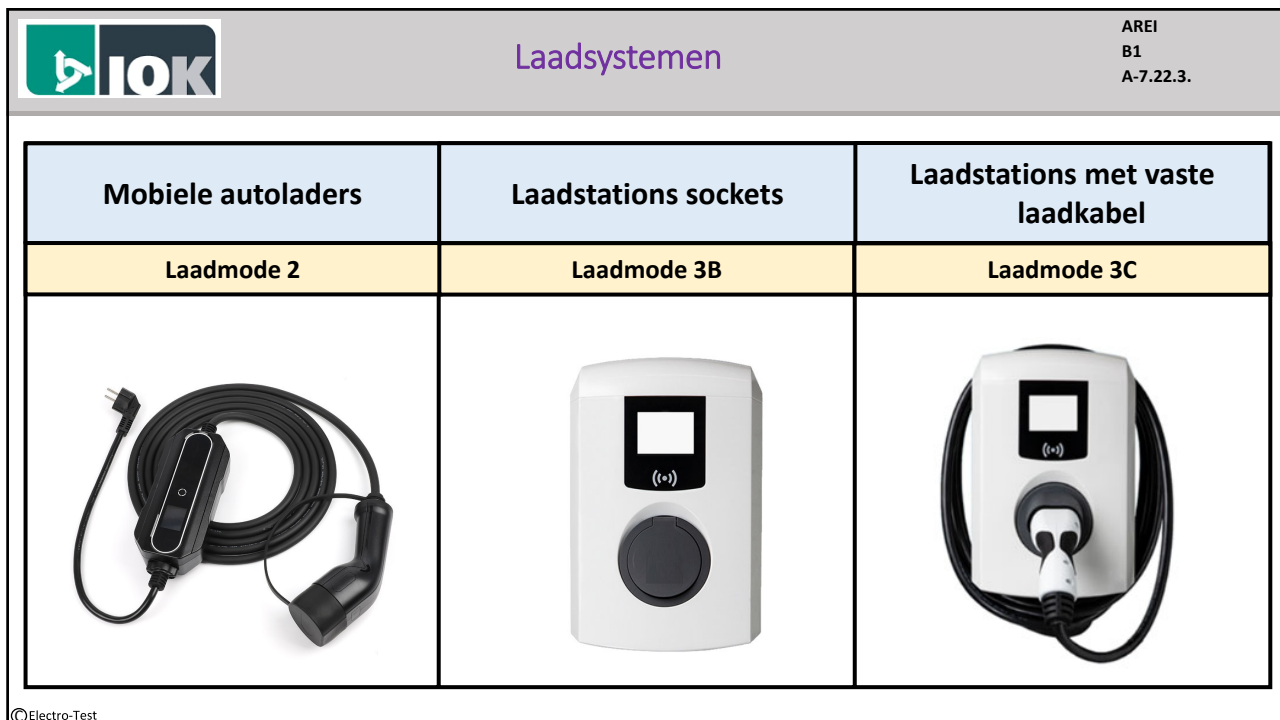 IOK
Laadsystemen
AREI
B1
A-7.22.3.
Mobiele autoladers
Laadstations sockets
Laadstations met vaste
laadkabel
Laadmode 2
Laadmode 3B
Laadmode 3C
©Electro-Test